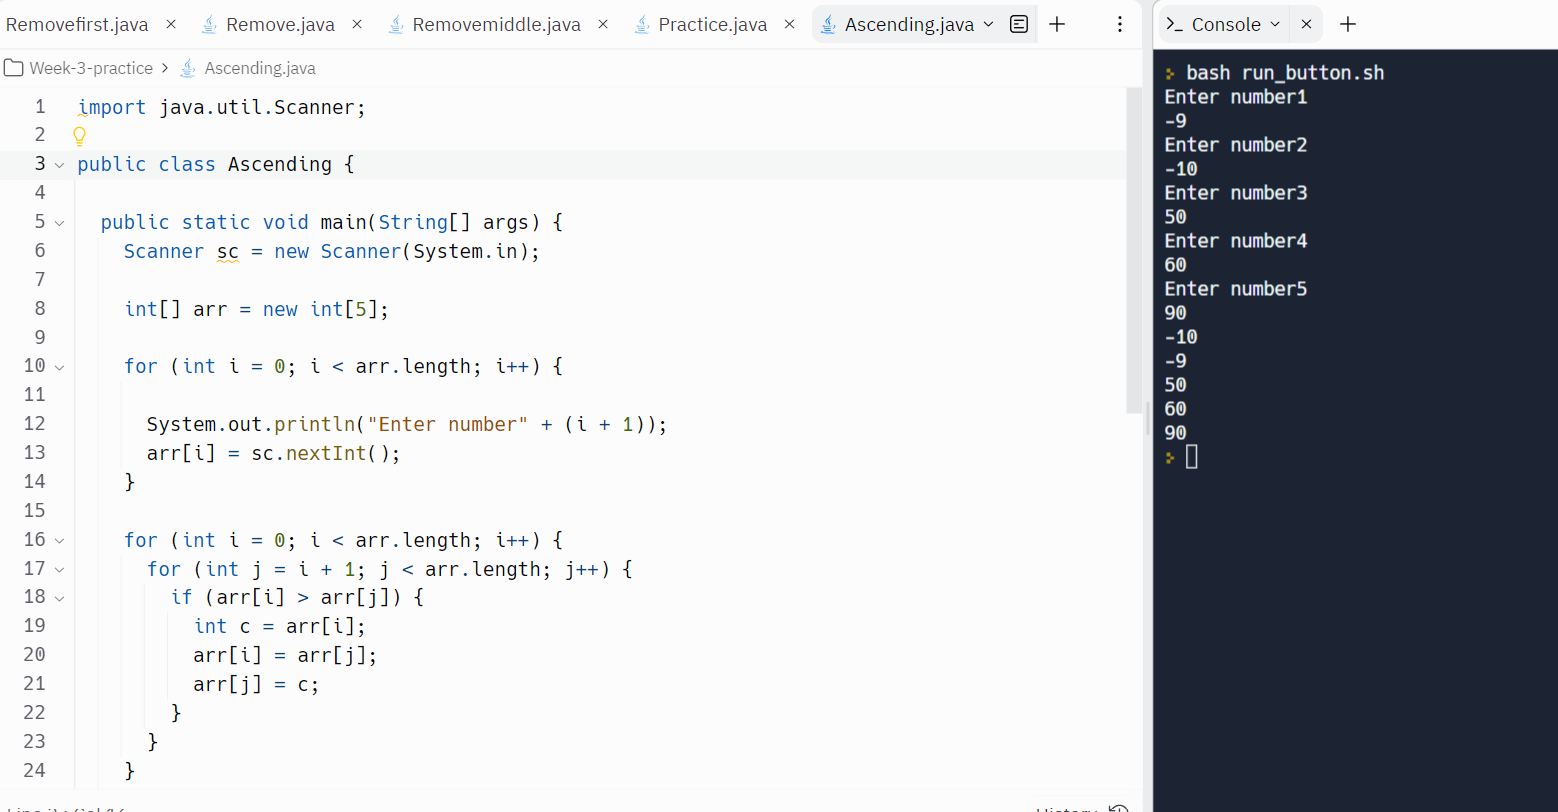 Removefirst.java × Remove.java × Removemiddle.java × Practice.java × Ascending.java
Week-3-practice > Ascending.java
1 import java.util.Scanner;
2
3 public class Ascending {
4
5 public static void main(String[] args) {
6 Scanner sc = new Scanner(System.in);
7
8 int[] arr = new int[5];
9
10 for (int i = 0; i < arr.length; i++) {
11
12 System.out.println("Enter number" + (i + 1));
13 arr[i] = sc.nextInt();
14 }
15
16 for (int i = 0; i < arr.length; i++) {
17 for (int j = i + 1; j < arr.length; j++) {
18 if (arr[i] > arr[j]) {
19 int c = arr[i];
20 arr[i] = arr[j];
21 arr[j] = c;
22 }
23 }
24 }
History
>_ Console ×
> bash run_button.sh
Enter number1
-9
Enter number2
-10
Enter number3
50
Enter number4
60
Enter number5
90
-10
-9
50
60
90
>